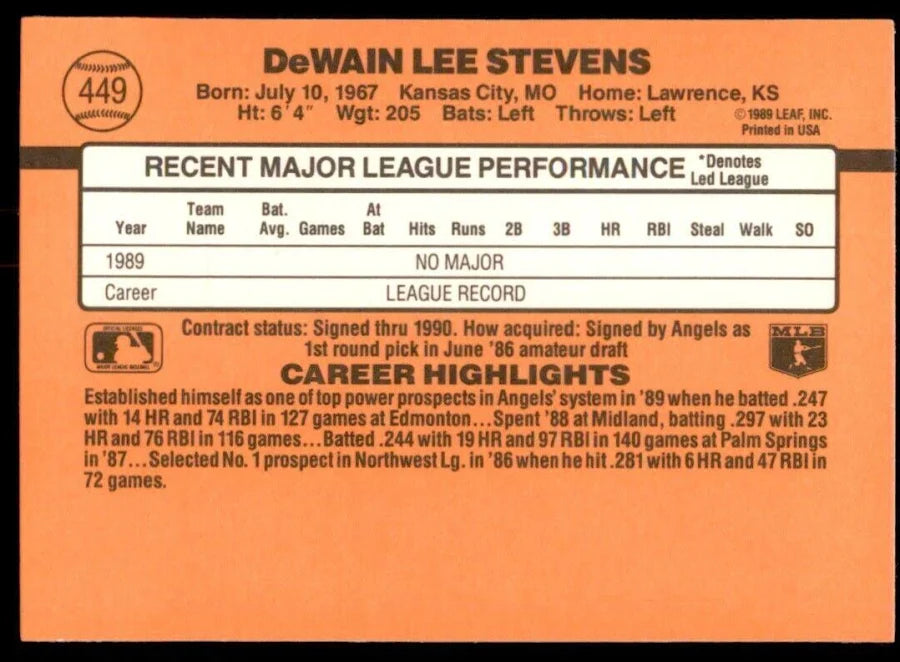 449
DeWAIN LEE STEVENS
Born: July 10, 1967 Kansas City, MO Home: Lawrence, KS
Ht: 6'4" Wgt: 205 Bats: Left Throws: Left
©1989 LEAF, INC.
Printed in USA
RECENT MAJOR LEAGUE PERFORMANCE *Denotes Led League
Year Team Name Bat. Avg. Games At Bat Hits Runs 2B 3B HR RBI Steal Walk SO
1989 NO MAJOR
Career LEAGUE RECORD
OFFICIAL LICENSEE
MAJOR LEAGUE BASEBALL
Contract status: Signed thru 1990. How acquired: Signed by Angels as
1st round pick in June '86 amateur draft
MLB
CAREER HIGHLIGHTS
Established himself as one of top power prospects in Angels' system in '89 when he batted .247
with 14 HR and 74 RBI in 127 games at Edmonton...Spent '88 at Midland, batting .297 with 23
HR and 76 RBI in 116 games...Batted .244 with 19 HR and 97 RBI in 140 games at Palm Springs
in '87...Selected No. 1 prospect in Northwest Lg. in '86 when he hit .281 with 6 HR and 47 RBI in
72 games.